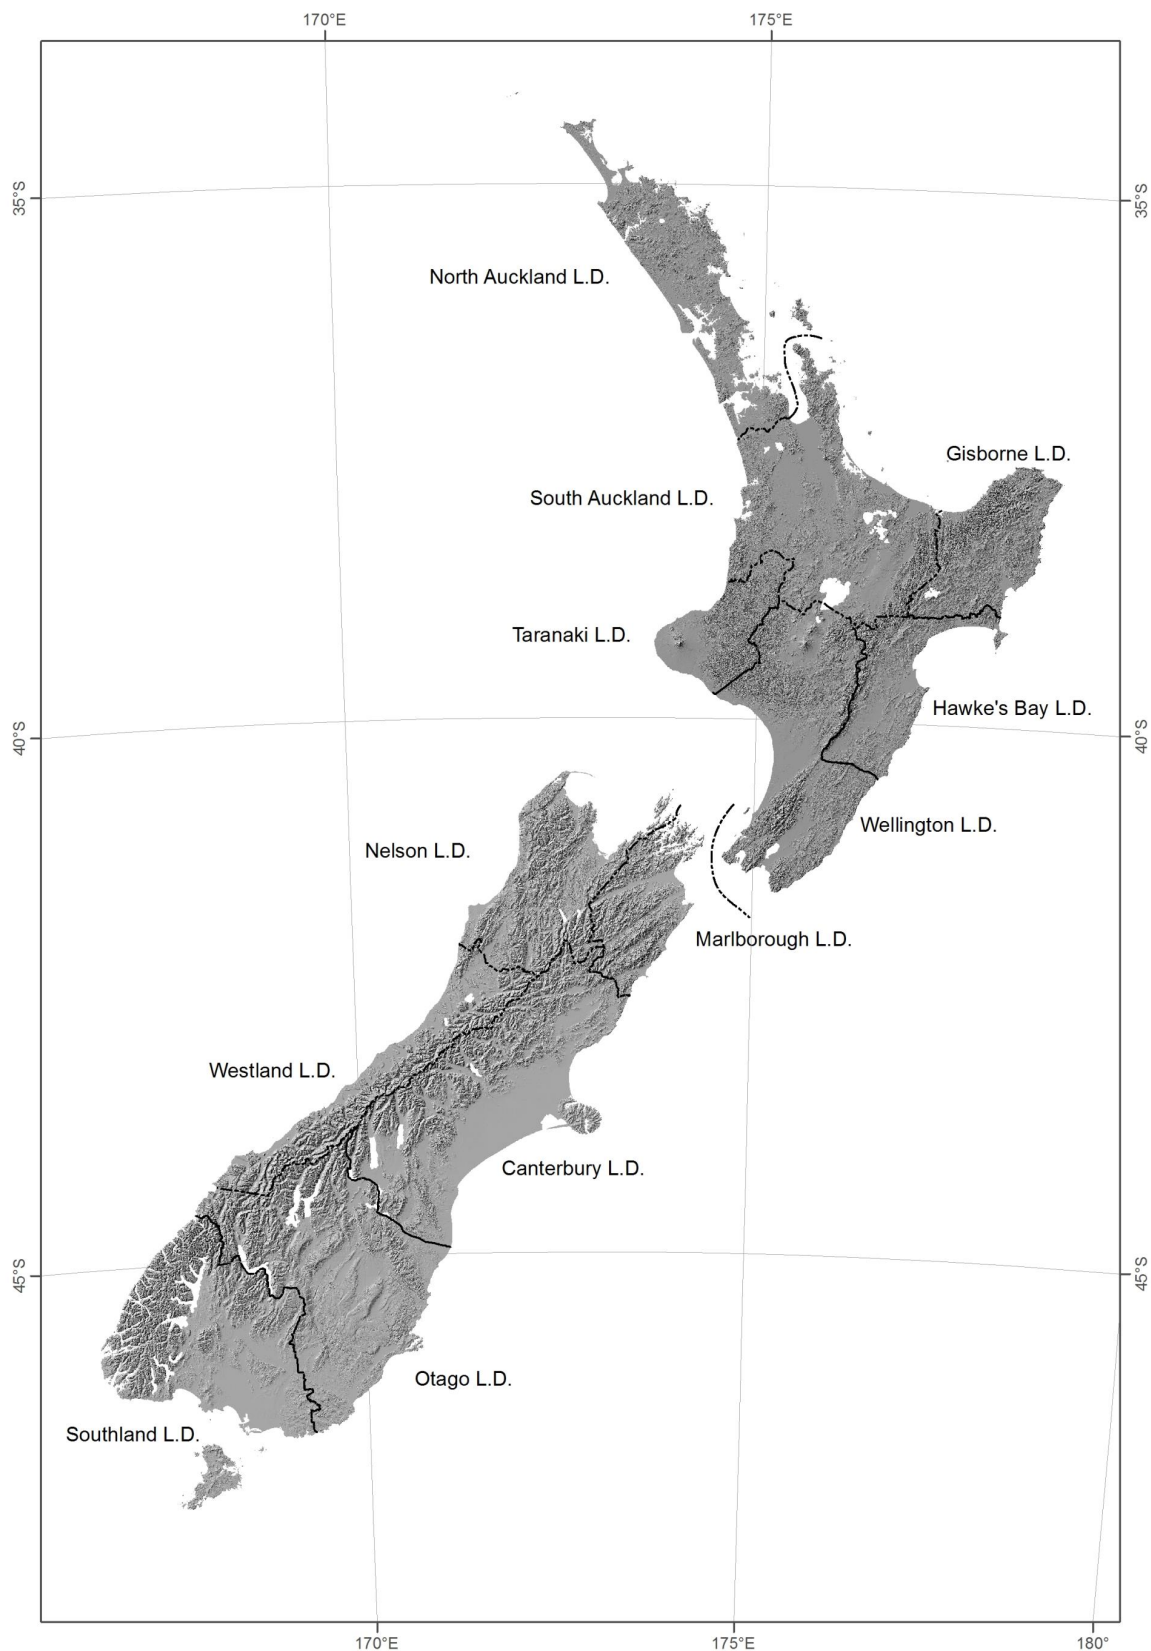 170°E
175°E
35°S
35°S
North Auckland L.D.
Gisborne L.D.
South Auckland L.D.
Taranaki L.D.
Hawke's Bay L.D.
40°S
40°S
Wellington L.D.
Nelson L.D.
Marlborough L.D.
Westland L.D.
Canterbury L.D.
45°S
45°S
Otago L.D.
Southland L.D.
170°E
175°E
180°